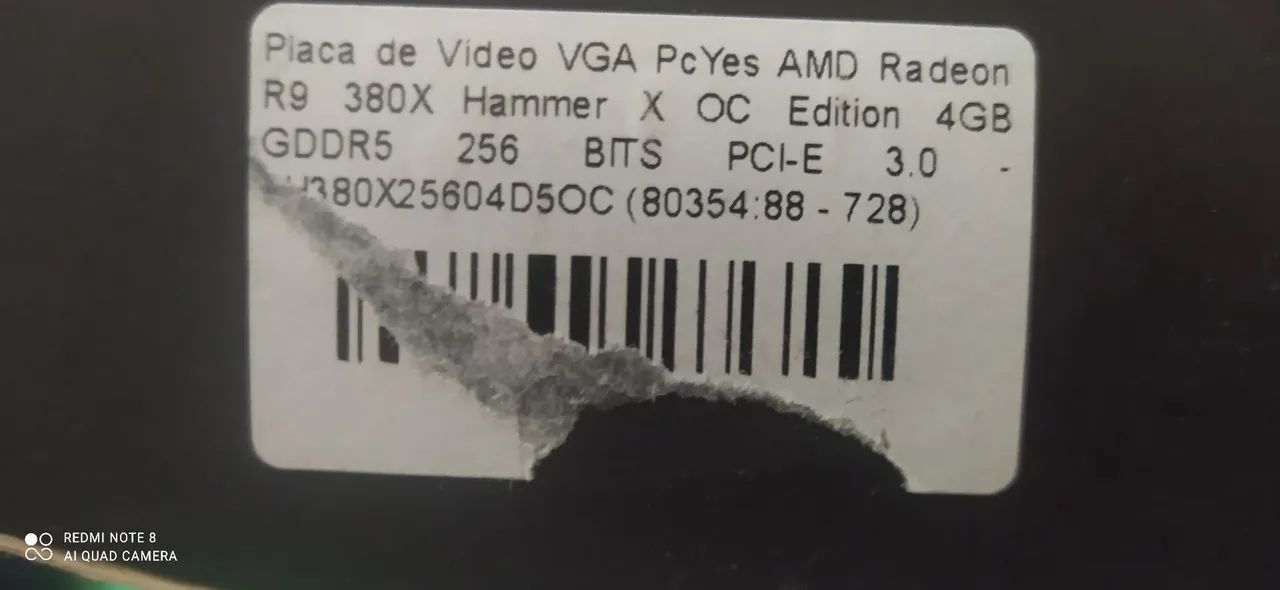 Placa de Vídeo VGA PcYes AMD Radeon
R9 380X Hammer X OC Edition 4GB
GDDR5 256 BITS PCI-E 3.0 -
380X25604D5OC (80354:88 - 728)
REDMI NOTE 8
AI QUAD CAMERA